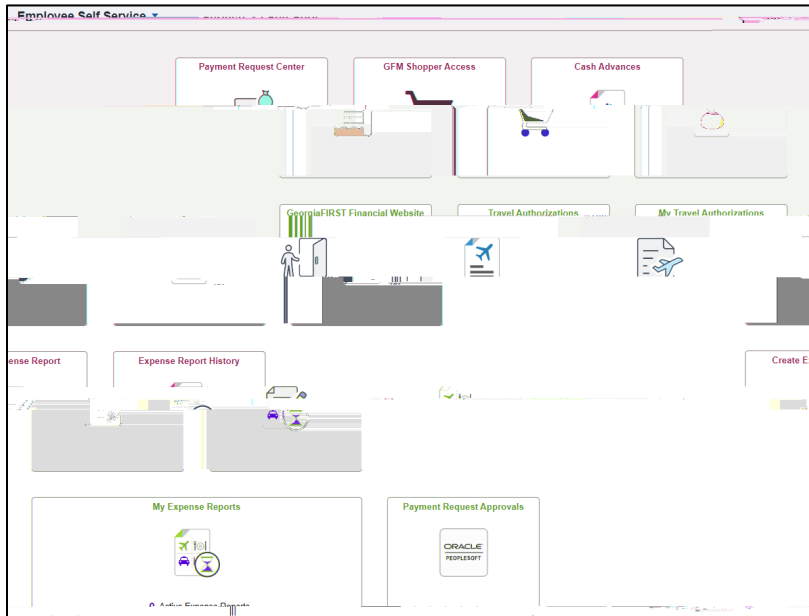 Employee Self Service
Payment Request Center
GFM Shopper Access
Cash Advances
GeorgiaFIRST Financial Website
Travel Authorizations
My Travel Authorizations
ense Report
Expense Report History
Create E
My Expense Reports
Payment Request Approvals
ORACLE
PEOPLESOFT
0 Active Expense Reports